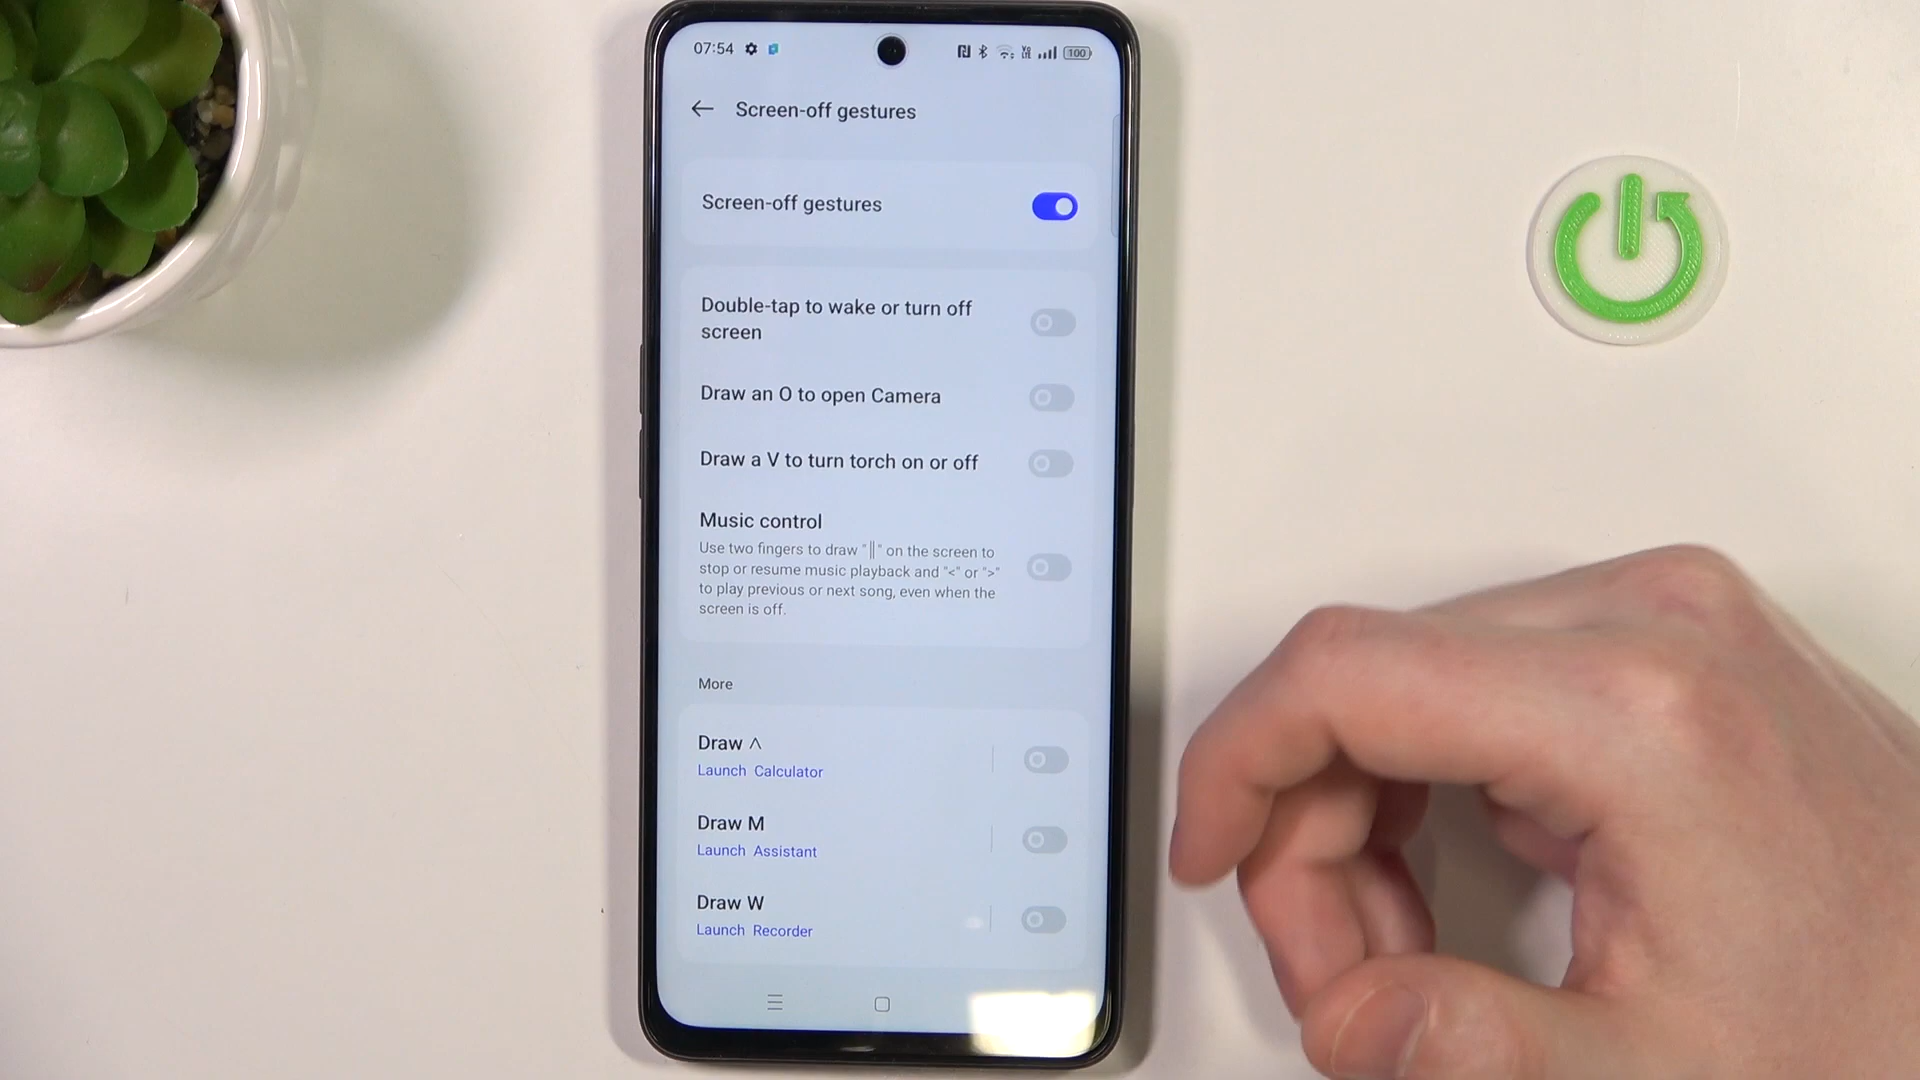 07:54
100
Screen-off gestures
Screen-off gestures
Double-tap to wake or turn off
screen
Draw an O to open Camera
Draw a V to turn torch on or off
Music control
Use two fingers to draw "||" on the screen to
stop or resume music playback and "<" or ">"
to play previous or next song, even when the
screen is off.
More
Draw ∧
Launch Calculator
Draw M
Launch Assistant
Draw W
Launch Recorder